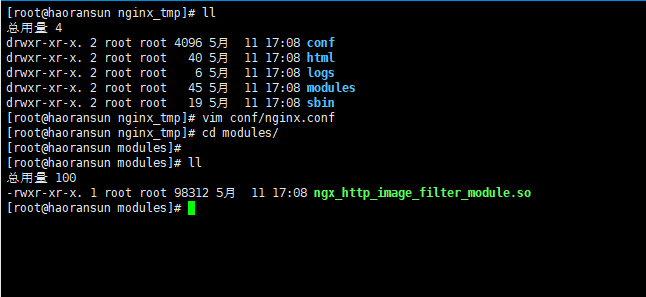 [root@haoransun nginx_tmp]# ll
总用量 4
drwxr-xr-x. 2 root root 4096 5月  11 17:08 conf
drwxr-xr-x. 2 root root   40 5月  11 17:08 html
drwxr-xr-x. 2 root root    6 5月  11 17:08 logs
drwxr-xr-x. 2 root root   45 5月  11 17:08 modules
drwxr-xr-x. 2 root root   19 5月  11 17:08 sbin
[root@haoransun nginx_tmp]# vim conf/nginx.conf
[root@haoransun nginx_tmp]# cd modules/
[root@haoransun modules]#
[root@haoransun modules]# ll
总用量 100
-rwxr-xr-x. 1 root root 98312 5月  11 17:08 ngx_http_image_filter_module.so
[root@haoransun modules]#